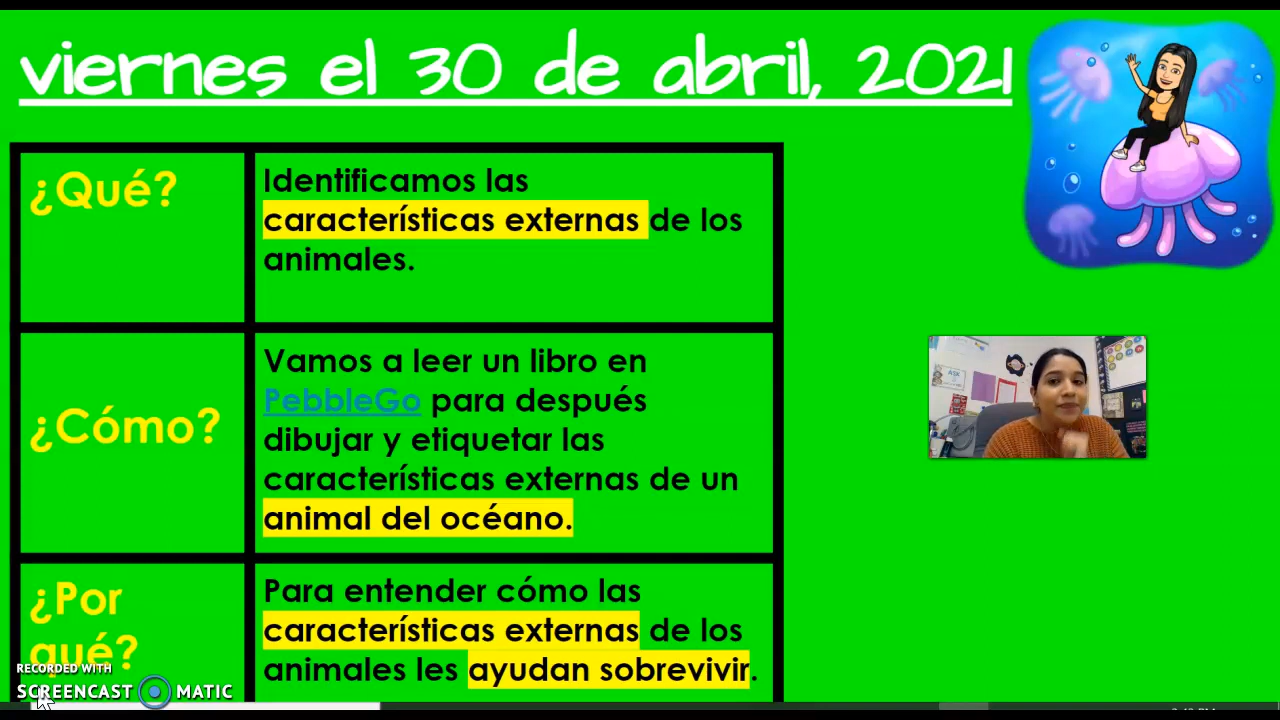 viernes el 30 de abril, 2021
¿Qué?
Identificamos las
características externas de los
animales.
¿Cómo?
Vamos a leer un libro en
PebbleGo para después
dibujar y etiquetar las
características externas de un
animal del océano.
¿Por
qué?
Para entender cómo las
características externas de los
animales les ayudan sobrevivir.
RECORDED WITH
SCREENCAST MATIC